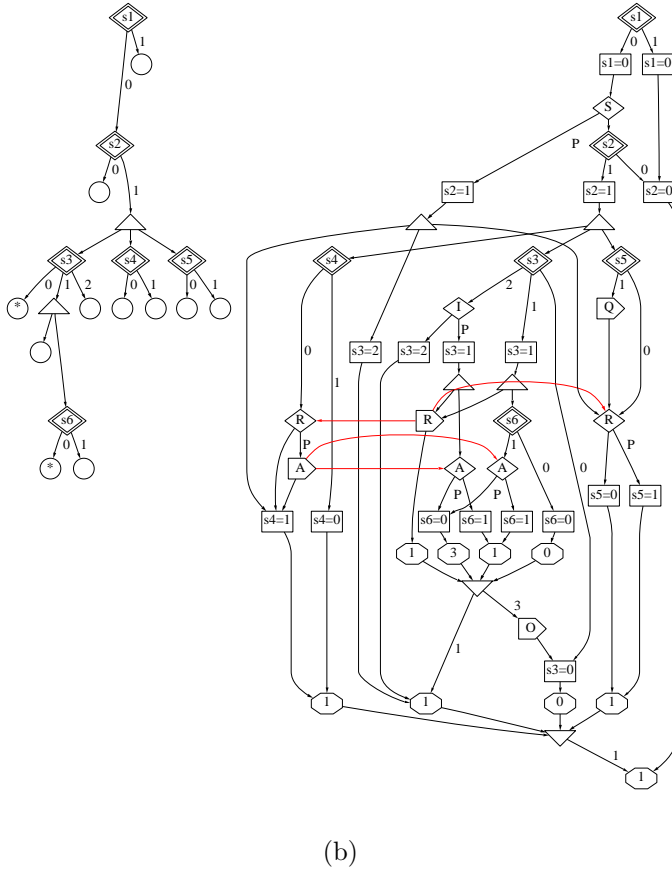 s1 s1
1 0 1
s1=0 s1=0
0
S
s2 P s2
0 1 1 0
s2=1 s2=1 s2=0
s3 s4 s5 s4 s3 s5
0 1 2 0 1 0 1 2 1
* I Q
1
P
0 s3=2 s3=2 s3=1 s3=1 0
1
s6 R R s6 R
0 1 P 1 P
* A A A 0 0
P P
s4=1 s4=0 s6=0 s6=1 s6=1 s6=0 s5=0 s5=1
1 3 1 0
3
O
1
s3=0
1 1 0 1
1
1
(b)